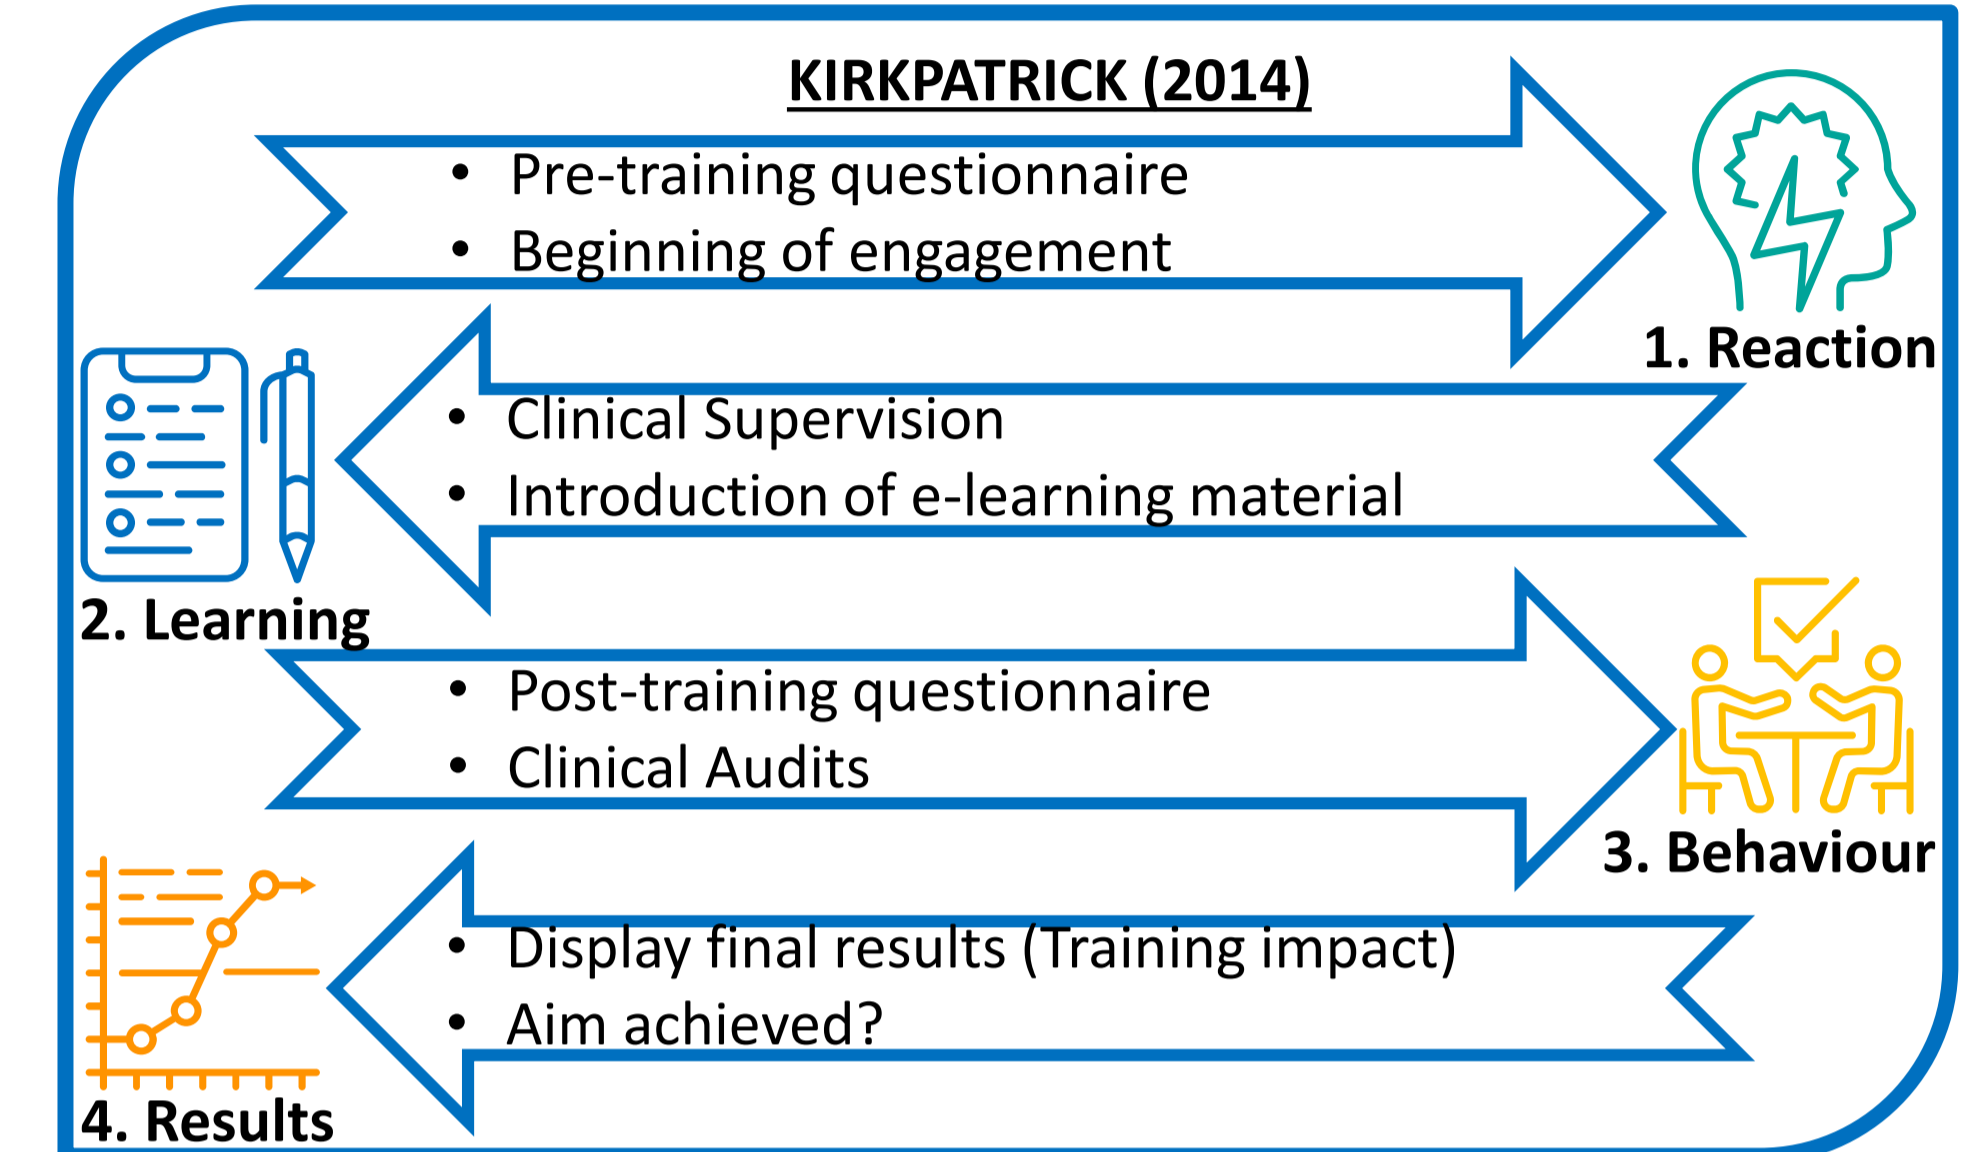 KIRKPATRICK (2014)
• Pre-training questionnaire
• Beginning of engagement
1. Reaction
• Clinical Supervision
• Introduction of e-learning material
2. Learning
• Post-training questionnaire
• Clinical Audits
3. Behaviour
• Display final results (Training impact)
• Aim achieved?
4. Results